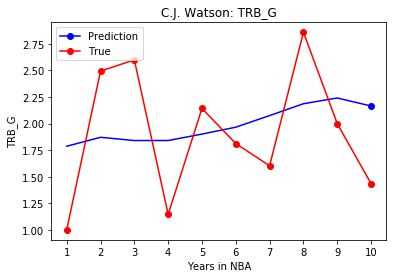 C.J. Watson: TRB_G
Prediction
True
TRB_G
2.75
2.50
2.25
2.00
1.75
1.50
1.25
1.00
1 2 3 4 5 6 7 8 9 10
Years in NBA